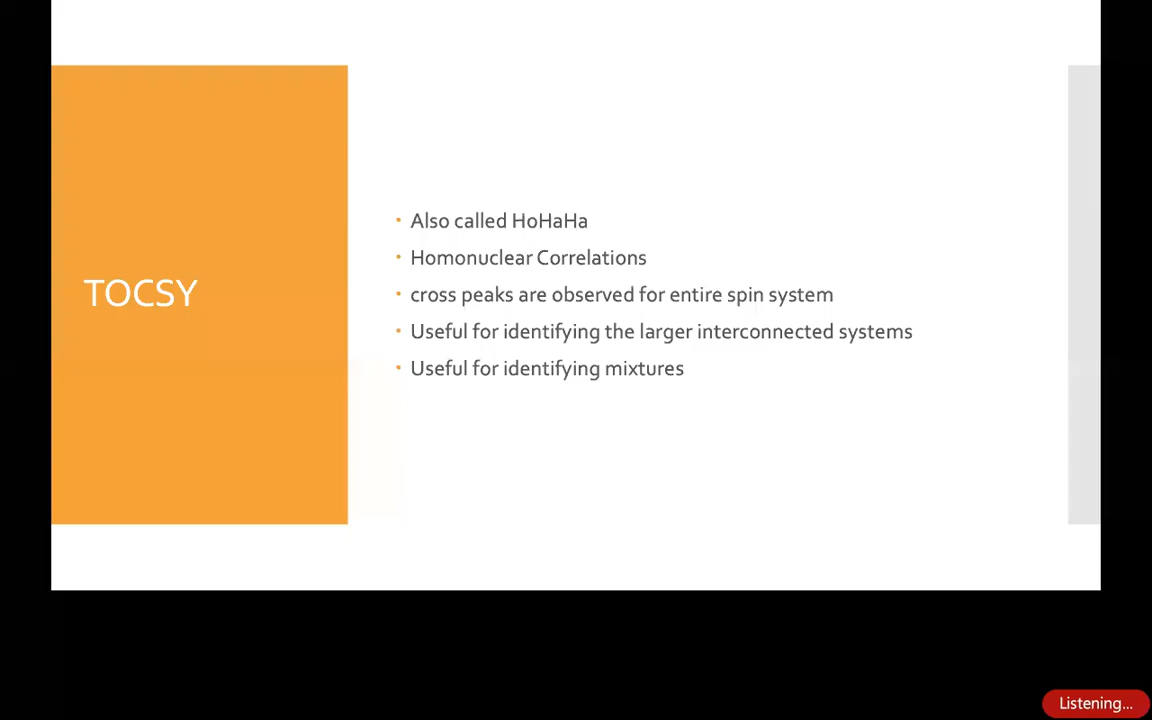 TOCSY
• Also called HoHaHa
• Homonuclear Correlations
• cross peaks are observed for entire spin system
• Useful for identifying the larger interconnected systems
• Useful for identifying mixtures
Listening...